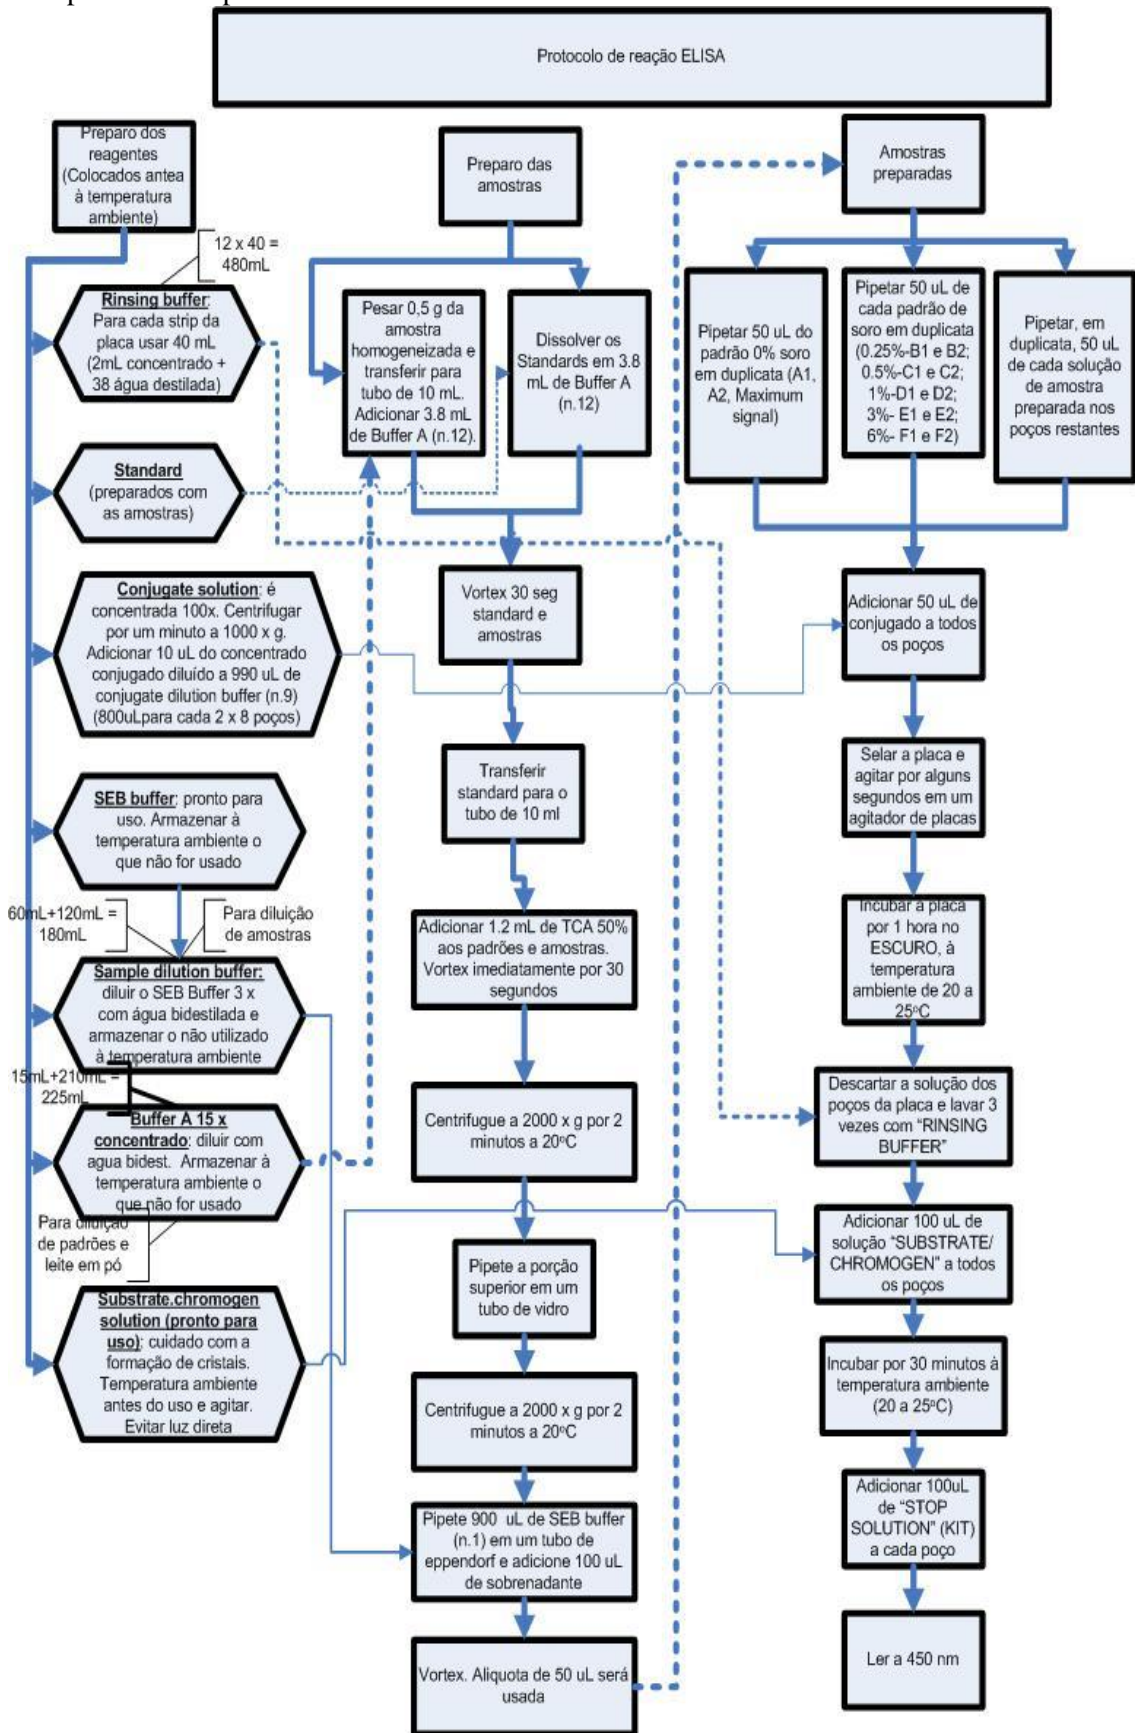 Protocolo de reação ELISA
Preparo dos
reagentes
(Colocados antea
à temperatura
ambiente)
12 x 40 =
480mL
Rinsing buffer:
Para cada strip da
placa usar 40 mL
(2mL concentrado +
38 água destilada)
Standard
(preparados com
as amostras)
Conjugate solution: é
concentrada 100x. Centrifugar
por um minuto a 1000 x g.
Adicionar 10 uL do concentrado
conjugado diluído a 990 uL de
conjugate dilution buffer (n.9)
(800uLpara cada 2 x 8 poços)
SEB buffer: pronto para
uso. Armazenar à
temperatura ambiente o
que não for usado
60mL+120mL =
180mL
Para diluição
de amostras
Sample dilution buffer:
diluir o SEB Buffer 3 x
com água bidestilada e
armazenar o não utilizado
à temperatura ambiente
15mL+210mL =
225mL
Buffer A 15 x
concentrado: diluir com
agua bidest. Armazenar à
temperatura ambiente o
que não for usado
Para diluição
de padrões e
leite em pó
Substrate.chromogen
solution (pronto para
uso): cuidado com a
formação de cristais.
Temperatura ambiente
antes do uso e agitar.
Evitar luz direta
Preparo das
amostras
Pesar 0,5 g da
amostra
homogeneizada e
transferir para
tubo de 10 mL.
Adicionar 3.8 mL
de Buffer A (n.12).
Dissolver os
Standards em 3.8
mL de Buffer A
(n.12)
Vortex 30 seg
standard e
amostras
Transferir
standard para o
tubo de 10 ml
Adicionar 1.2 mL de TCA 50%
aos padrões e amostras.
Vortex imediatamente por 30
segundos
Centrifugue a 2000 x g por 2
minutos a 20ºC
Pipete a porção
superior em um
tubo de vidro
Centrifugue a 2000 x g por 2
minutos a 20ºC
Pipete 900 uL de SEB buffer
(n.1) em um tubo de
eppendorf e adicione 100 uL
de sobrenadante
Vortex. Aliquota de 50 uL será
usada
Amostras
preparadas
Pipetar 50 uL do
padrão 0% soro
em duplicata (A1,
A2, Maximum
signal)
Pipetar 50 uL de
cada padrão de
soro em duplicata
(0.25%-B1 e B2;
0.5%-C1 e C2;
1%-D1 e D2;
3%- E1 e E2;
6%- F1 e F2)
Pipetar, em
duplicata, 50 uL
de cada solução
de amostra
preparada nos
poços restantes
Adicionar 50 uL de
conjugado a todos
os poços
Selar a placa e
agitar por alguns
segundos em um
agitador de placas
Incubar a placa
por 1 hora no
ESCURO, à
temperatura
ambiente de 20 a
25ºC
Descartar a solução dos
poços da placa e lavar 3
vezes com “RINSING
BUFFER”
Adicionar 100 uL de
solução “SUBSTRATE/
CHROMOGEN” a todos
os poços
Incubar por 30 minutos à
temperatura ambiente
(20 a 25ºC)
Adicionar 100uL
de “STOP
SOLUTION” (KIT)
a cada poço
Ler a 450 nm